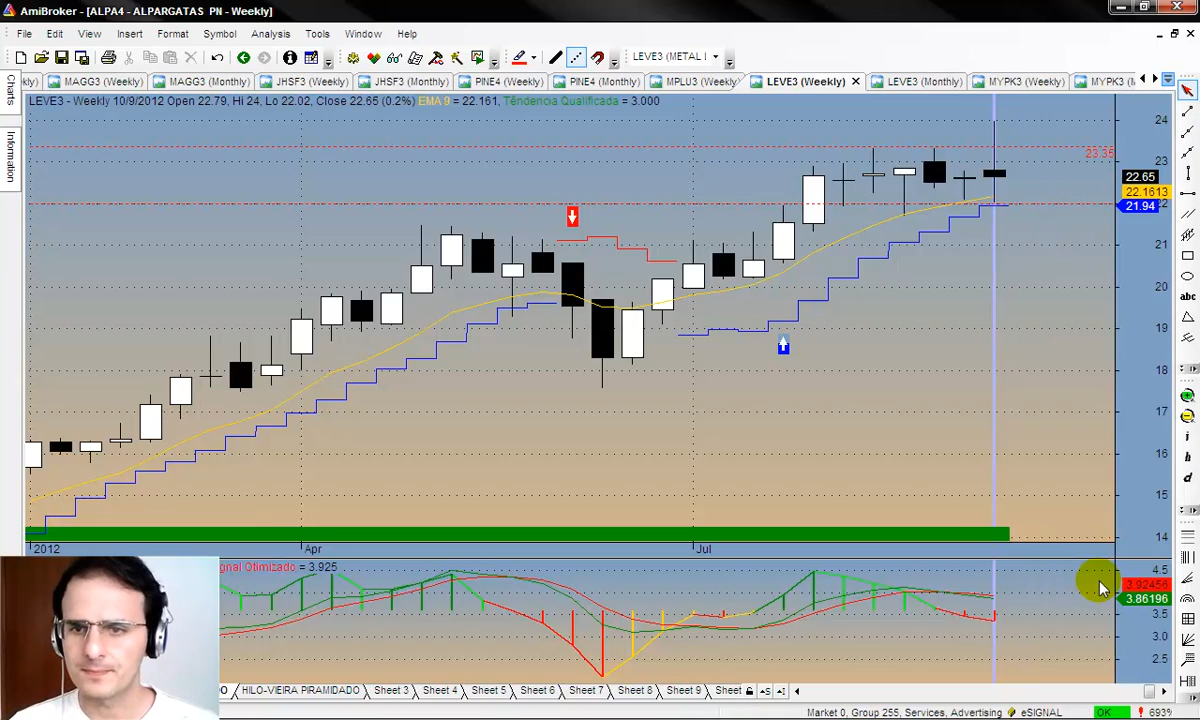 AmiBroker - [ALPA4 - ALPARGATAS PN - Weekly]
File Edit View Insert Format Symbol Analysis Tools Window Help
LEVE3 (METAL L
MAGG3 (Weekly) MAGG3 (Monthly) JHSF3 (Weekly) JHSF3 (Monthly) PINE4 (Weekly) PINE4 (Monthly) MPLU3 (Weekly) LEVE3 (Weekly) LEVE3 (Monthly) MYPK3 (Weekly) MYPK3 (M
Charts
Information
LEVE3 - Weekly 10/9/2012 Open 22.79, Hi 24, Lo 22.02, Close 22.65 (0.2%) EMA 9 = 22.161, Têndencia Qualificada = 3.000
24
23.35
23
22.65
22.1613
21.94
21
20
19
18
17
16
15
14
2012 Apr Jul
gnal Otimizado = 3.925
4.5
3.92456
3.86196
3.5
3.0
2.5
HILO-VIEIRA PIRAMIDADO Sheet 3 Sheet 4 Sheet 5 Sheet 6 Sheet 7 Sheet 8 Sheet 9 Sheet
Market 0, Group 255, Services, Advertising eSIGNAL OK 693%
abc